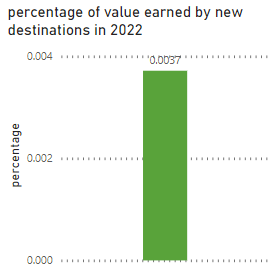 percentage of value earned by new
destinations in 2022
0.004
0.0037
percentage
0.002
0.000